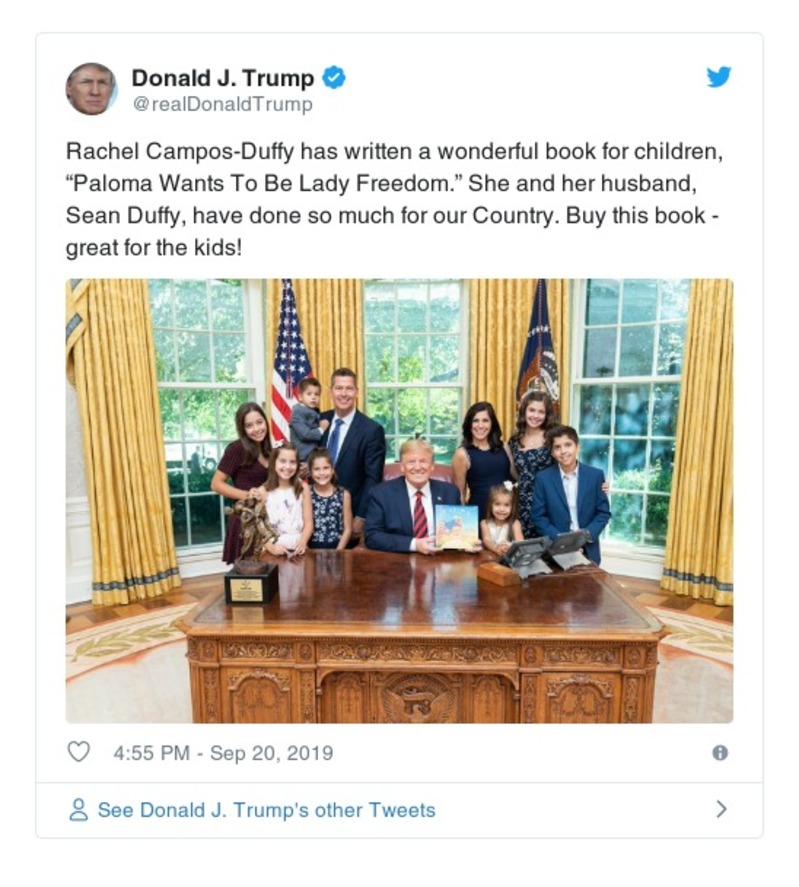 Donald J. Trump
@realDonaldTrump
Rachel Campos-Duffy has written a wonderful book for children,
“Paloma Wants To Be Lady Freedom.” She and her husband,
Sean Duffy, have done so much for our Country. Buy this book -
great for the kids!
4:55 PM - Sep 20, 2019
See Donald J. Trump's other Tweets